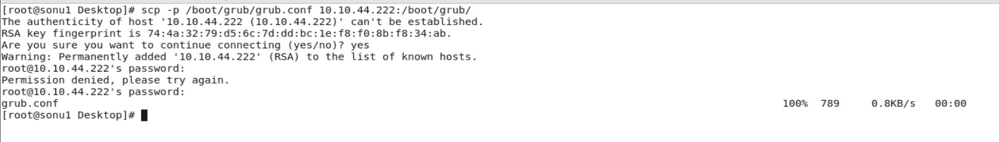 [root@sonu1 Desktop]# scp -p /boot/grub/grub.conf 10.10.44.222:/boot/grub/
The authenticity of host '10.10.44.222 (10.10.44.222)' can't be established.
RSA key fingerprint is 74:4a:32:79:d5:6c:7d:dd:bc:1e:f8:f0:8b:f8:34:ab.
Are you sure you want to continue connecting (yes/no)? yes
Warning: Permanently added '10.10.44.222' (RSA) to the list of known hosts.
root@10.10.44.222's password:
Permission denied, please try again.
root@10.10.44.222's password:
grub.conf 100% 789 0.8KB/s 00:00
[root@sonu1 Desktop]#